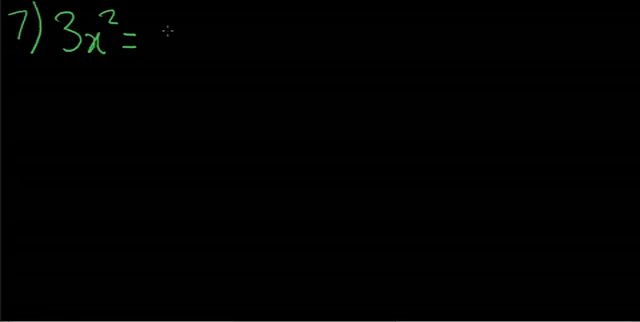 7) 3x² =